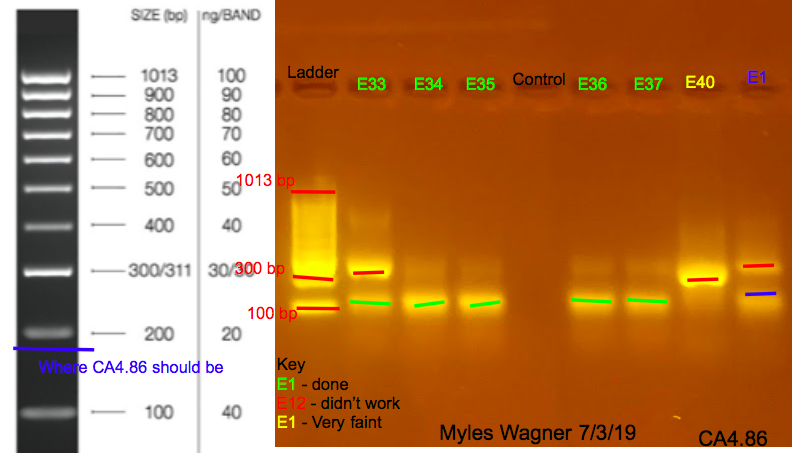 SIZE (bp) ng/BAND
1013 100
900 90
800 80
700 70
600 60
500 50
400 40
300/311 30/30
200 20
Where CA4.86 should be
100 40
Ladder E33 E34 E35 Control E36 E37 E40 E1
1013 bp
300 bp
100bp
Key
E1 - done
E12 - didn't work
E1 - Very faint
Myles Wagner 7/3/19
CA4.86